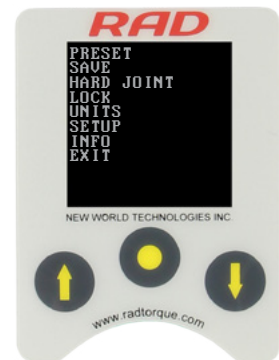 RAD
PRESET
SAVE
HARD JOINT
LOCK
UNITS
SETUP
INFO
EXIT
NEW WORLD TECHNOLOGIES INC.
www.radtorque.com